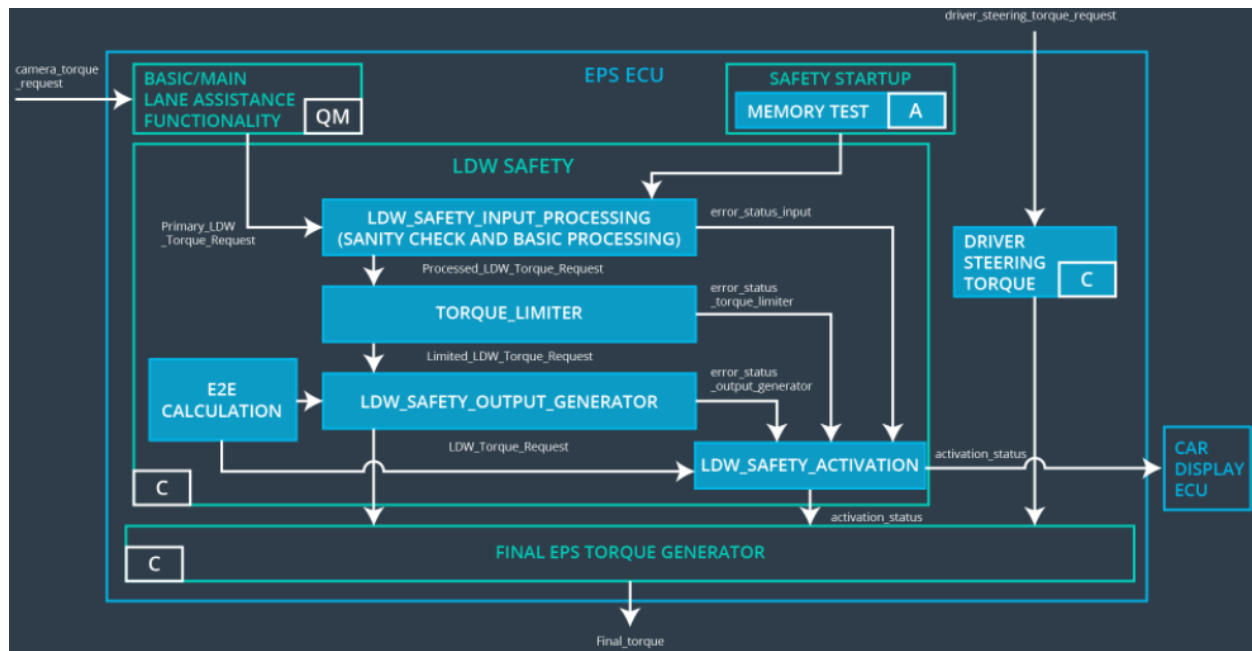 driver_steering_torque_request
camera_torque
_request
BASIC/MAIN
LANE ASSISTANCE
FUNCTIONALITY
QM
EPS ECU
SAFETY STARTUP
MEMORY TEST
A
LDW SAFETY
Primary_LDW
_Torque_Request
LDW_SAFETY_INPUT_PROCESSING
(SANITY CHECK AND BASIC PROCESSING)
error_status_input
DRIVER
STEERING
TORQUE
C
Processed_LDW_Torque_Request
TORQUE_LIMITER
error_status
_torque_limiter
Limited_LDW_Torque_Request
E2E
CALCULATION
LDW_SAFETY_OUTPUT_GENERATOR
error_status
_output_generator
LDW_Torque_Request
LDW_SAFETY_ACTIVATION
activation_status
CAR
DISPLAY
ECU
C
activation_status
FINAL EPS TORQUE GENERATOR
C
Final_torque